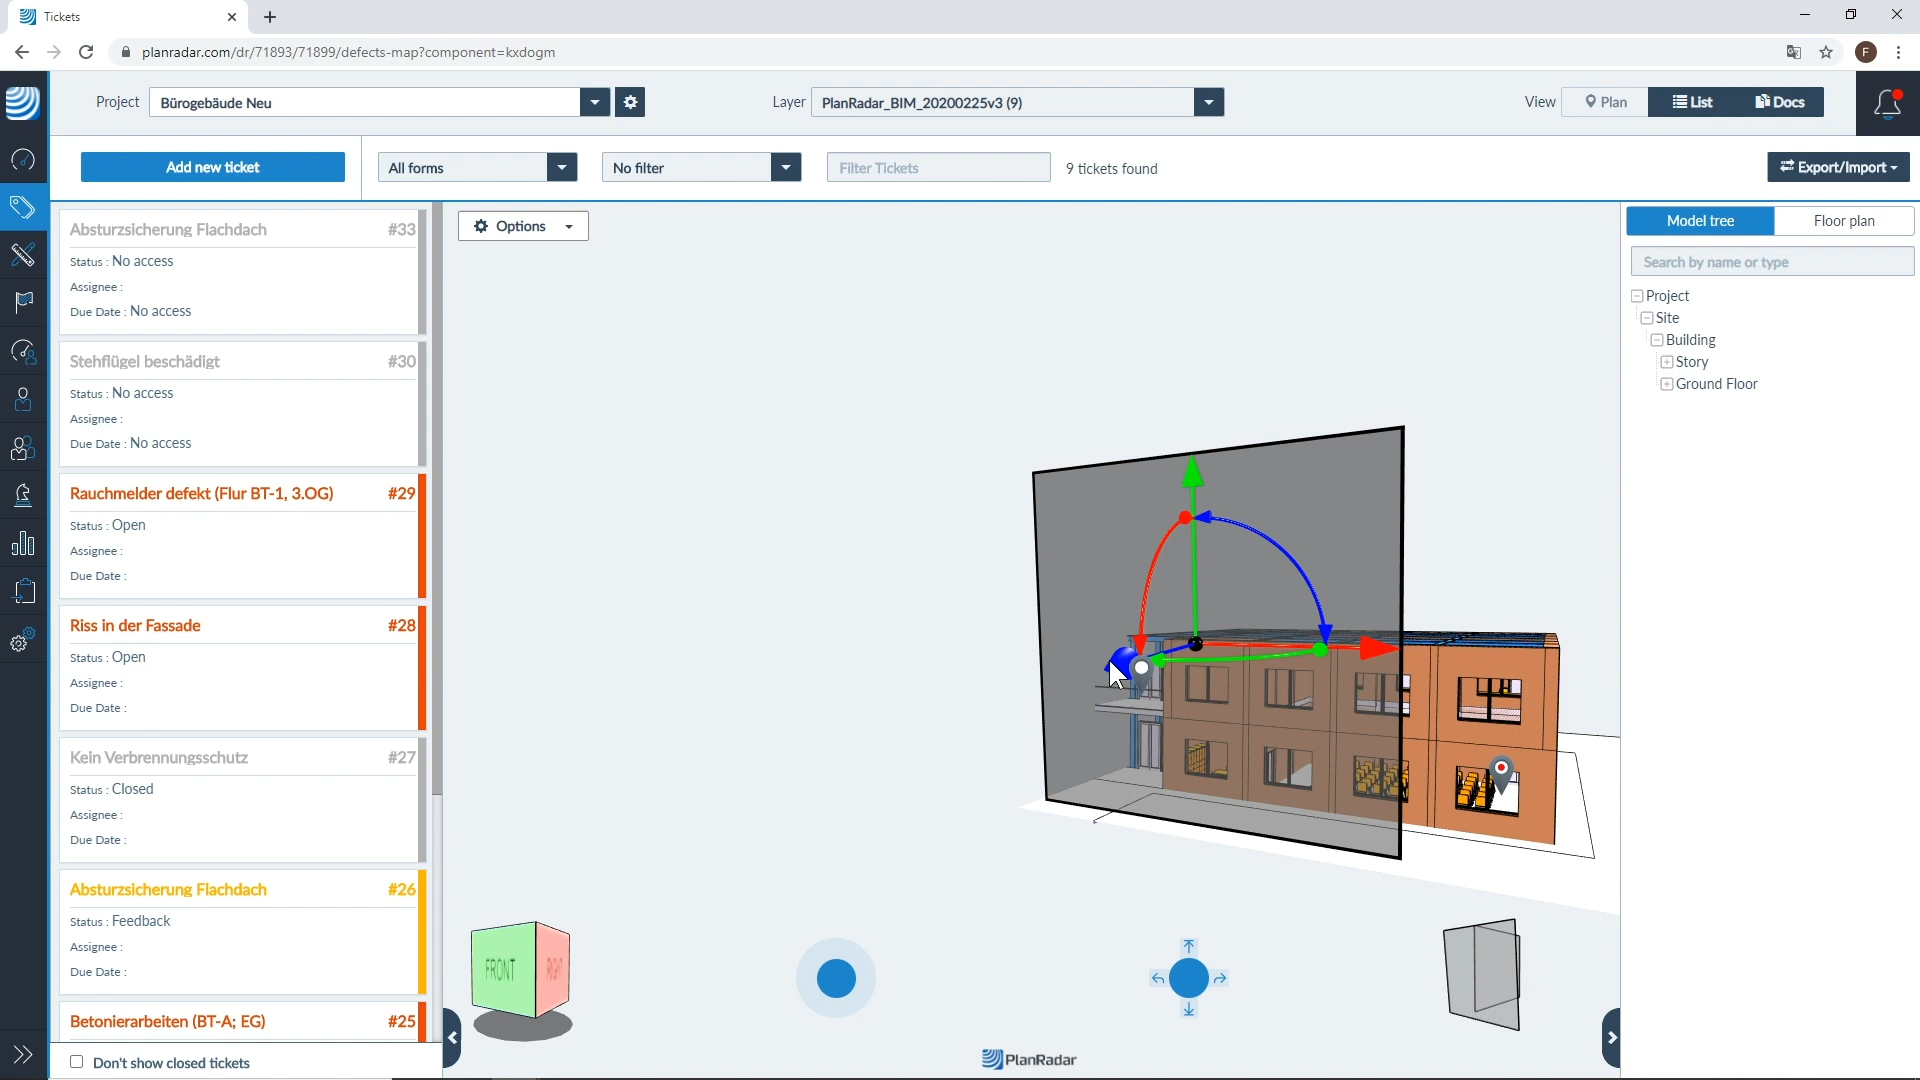 Tickets
planradar.com/dr/71893/71899/defects-map?component=kxdogm
F
Project
Bürogebäude Neu
Layer
PlanRadar_BIM_20200225v3 (9)
View
Plan
List
Docs
Add new ticket
All forms
No filter
Filter Tickets
9 tickets found
Export/Import
Absturzsicherung Flachdach #33
Status : No access
Assignee :
Due Date : No access
Stehflügel beschädigt #30
Status : No access
Assignee :
Due Date : No access
Rauchmelder defekt (Flur BT-1, 3.OG) #29
Status : Open
Assignee :
Due Date :
Riss in der Fassade #28
Status : Open
Assignee :
Due Date :
Kein Verbrennungsschutz #27
Status : Closed
Assignee :
Due Date :
Absturzsicherung Flachdach #26
Status : Feedback
Assignee :
Due Date :
Betonierarbeiten (BT-A; EG) #25
Don't show closed tickets
Options
FRONT
RIGHT
PlanRadar
Model tree
Floor plan
Search by name or type
Project
Site
Building
Story
Ground Floor